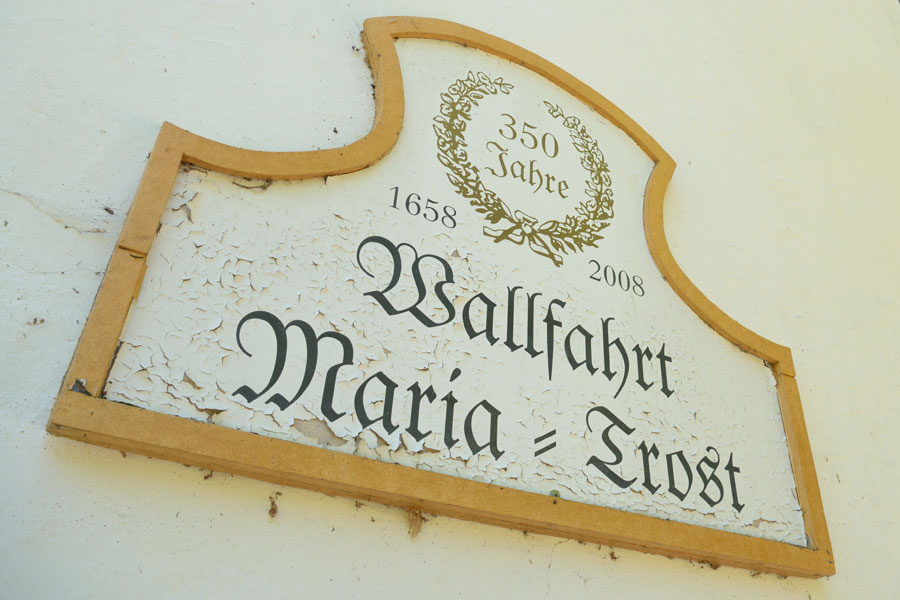 350
Jahre
1658
2008
Wallfahrt
Maria = Trost